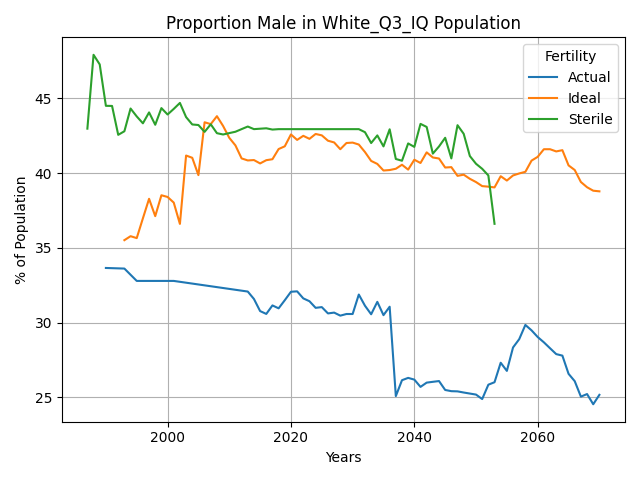 Proportion Male in White_Q3_IQ Population
Fertility
Actual
Ideal
Sterile
% of Population
45
40
35
30
25
2000
2020
2040
2060
Years